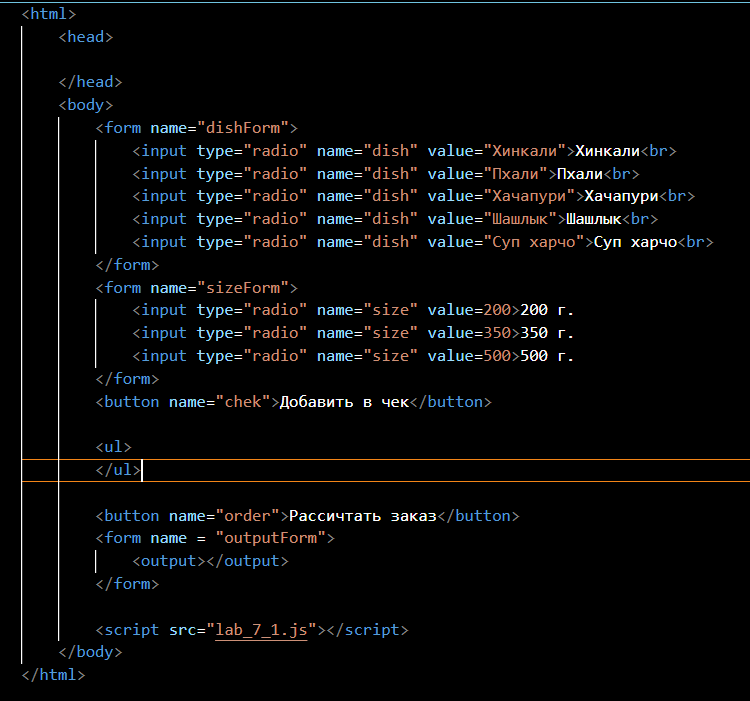 <html>
<head>
</head>
<body>
<form name="dishForm">
<input type="radio" name="dish" value="Хинкали">Хинкали<br>
<input type="radio" name="dish" value="Пхали">Пхали<br>
<input type="radio" name="dish" value="Хачапури">Хачапури<br>
<input type="radio" name="dish" value="Шашлык">Шашлык<br>
<input type="radio" name="dish" value="Суп харчо">Суп харчо<br>
</form>
<form name="sizeForm">
<input type="radio" name="size" value=200>200 г.
<input type="radio" name="size" value=350>350 г.
<input type="radio" name="size" value=500>500 г.
</form>
<button name="chek">Добавить в чек</button>
<ul>
</ul>
<button name="order">Рассичтать заказ</button>
<form name = "outputForm">
<output></output>
</form>
<script src="lab_7_1.js"></script>
</body>
</html>